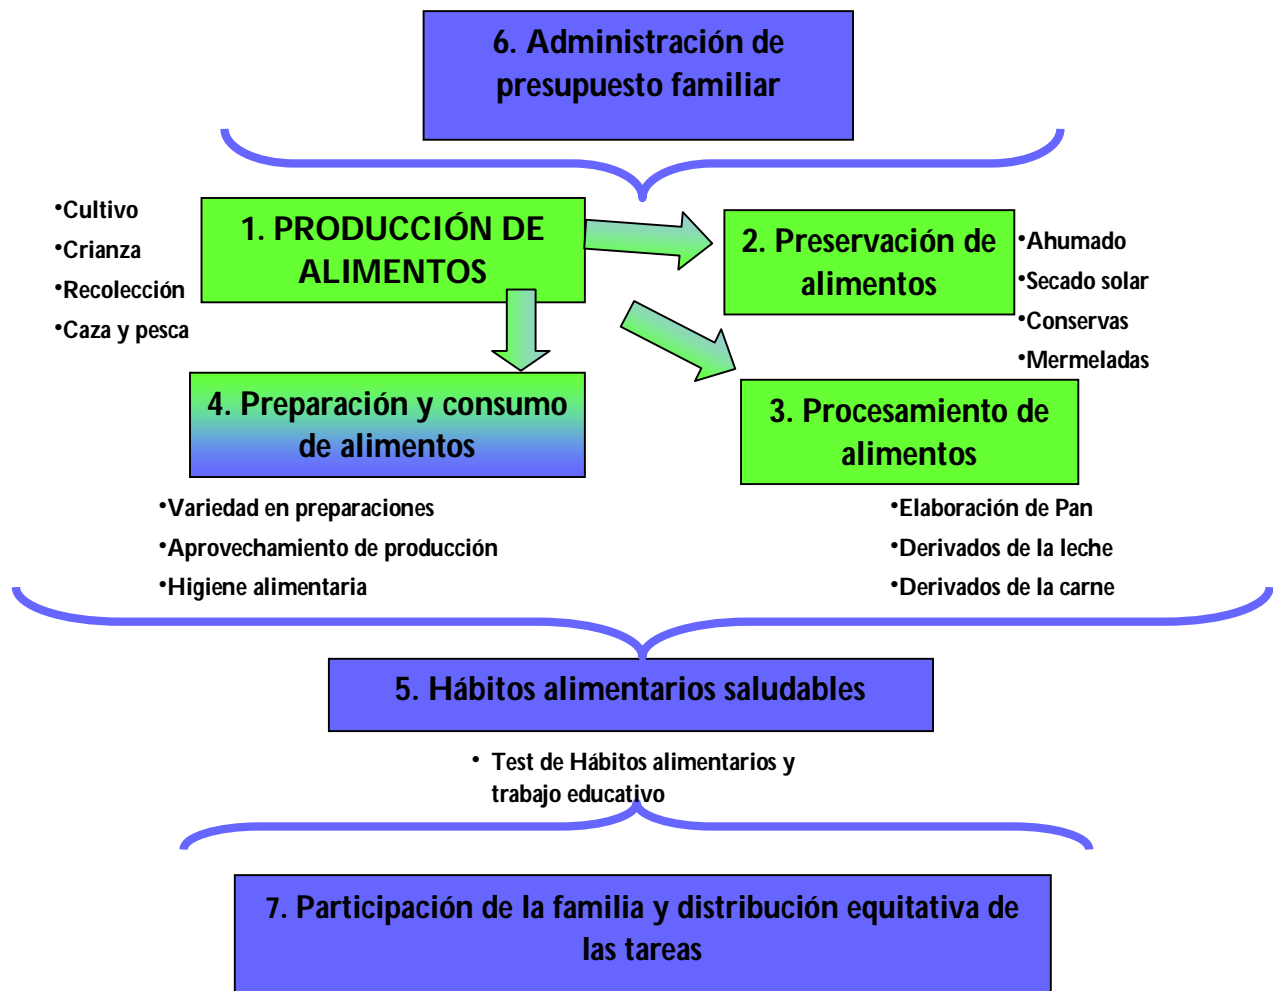 6. Administración de
presupuesto familiar
•Cultivo
•Crianza
•Recolección
•Caza y pesca
1. PRODUCCIÓN DE
ALIMENTOS
2. Preservación de
alimentos
•Ahumado
•Secado solar
•Conservas
•Mermeladas
4. Preparación y consumo
de alimentos
3. Procesamiento de
alimentos
•Variedad en preparaciones
•Aprovechamiento de producción
•Higiene alimentaria
•Elaboración de Pan
•Derivados de la leche
•Derivados de la carne
5. Hábitos alimentarios saludables
• Test de Hábitos alimentarios y
trabajo educativo
7. Participación de la familia y distribución equitativa de
las tareas